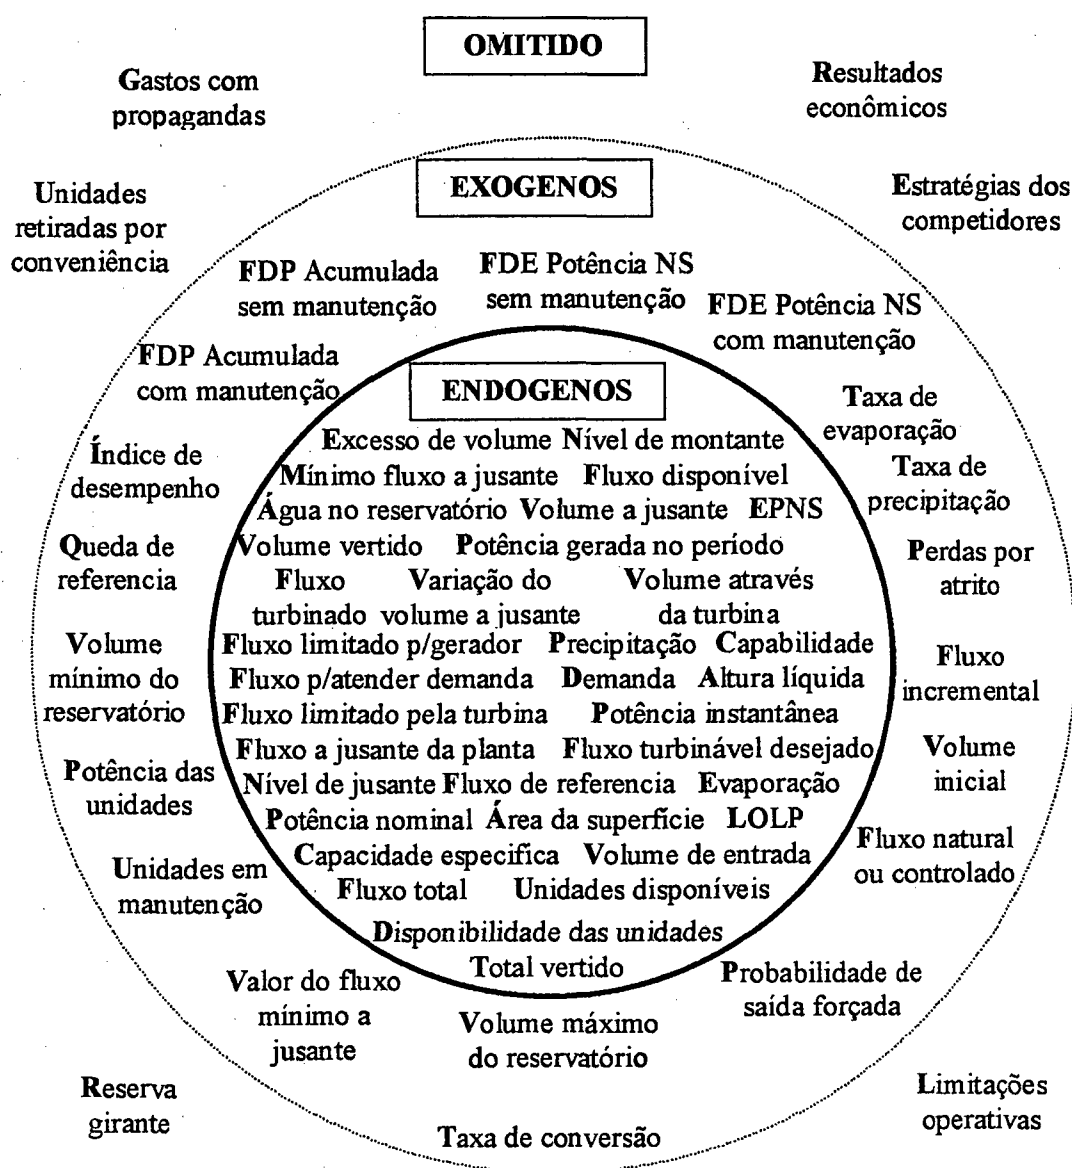 OMITIDO
Gastos com
propagandas
Resultados
econômicos
EXOGENOS
Unidades
retiradas por
conveniência
Estratégias dos
competidores
FDP Acumulada
sem manutenção
FDE Potência NS
sem manutenção
FDE Potência NS
com manutenção
FDP Acumulada
com manutenção
ENDOGENOS
Taxa de
evaporação
Excesso de volume Nível de montante
Índice de
desempenho
Mínimo fluxo a jusante Fluxo disponível
Taxa de
precipitação
Água no reservatório Volume a jusante EPNS
Queda de
referencia
Volume vertido Potência gerada no período
Perdas por
atrito
Fluxo
turbinado
Variação do
volume a jusante
Volume através
da turbina
Volume
mínimo do
reservatório
Fluxo limitado p/gerador Precipitação Capabilidade
Fluxo p/atender demanda Demanda Altura líquida
Fluxo limitado pela turbina Potência instantânea
Fluxo
incremental
Fluxo a jusante da planta Fluxo turbinável desejado
Volume
inicial
Potência das
unidades
Nível de jusante Fluxo de referencia Evaporação
Potência nominal Área da superfície LOLP
Capacidade especifica Volume de entrada
Fluxo natural
ou controlado
Unidades em
manutenção
Fluxo total Unidades disponíveis
Disponibilidade das unidades
Total vertido
Valor do fluxo
mínimo a
jusante
Volume máximo
do reservatório
Probabilidade de
saída forçada
Reserva
girante
Taxa de conversão
Limitações
operativas